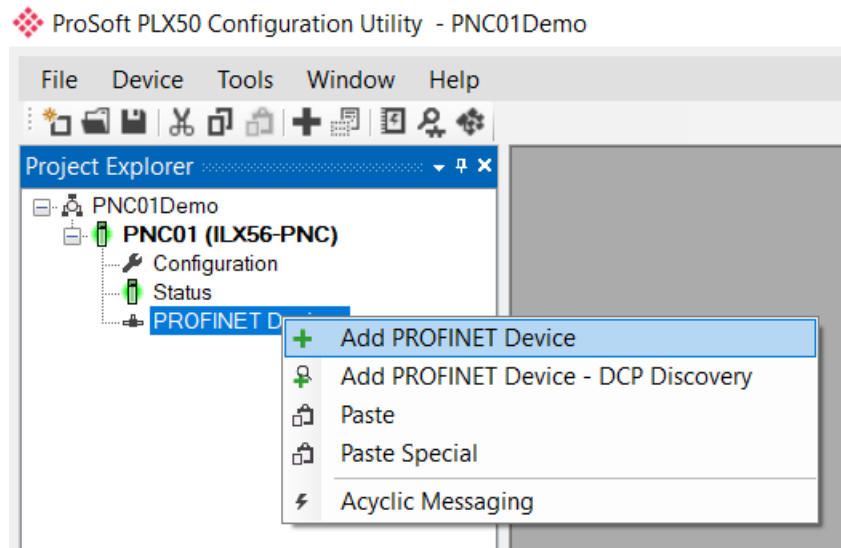 ProSoft PLX50 Configuration Utility - PNC01Demo
File Device Tools Window Help
Project Explorer
PNC01Demo
PNC01 (ILX56-PNC)
Configuration
Status
PROFINET
Add PROFINET Device
Add PROFINET Device - DCP Discovery
Paste
Paste Special
Acyclic Messaging